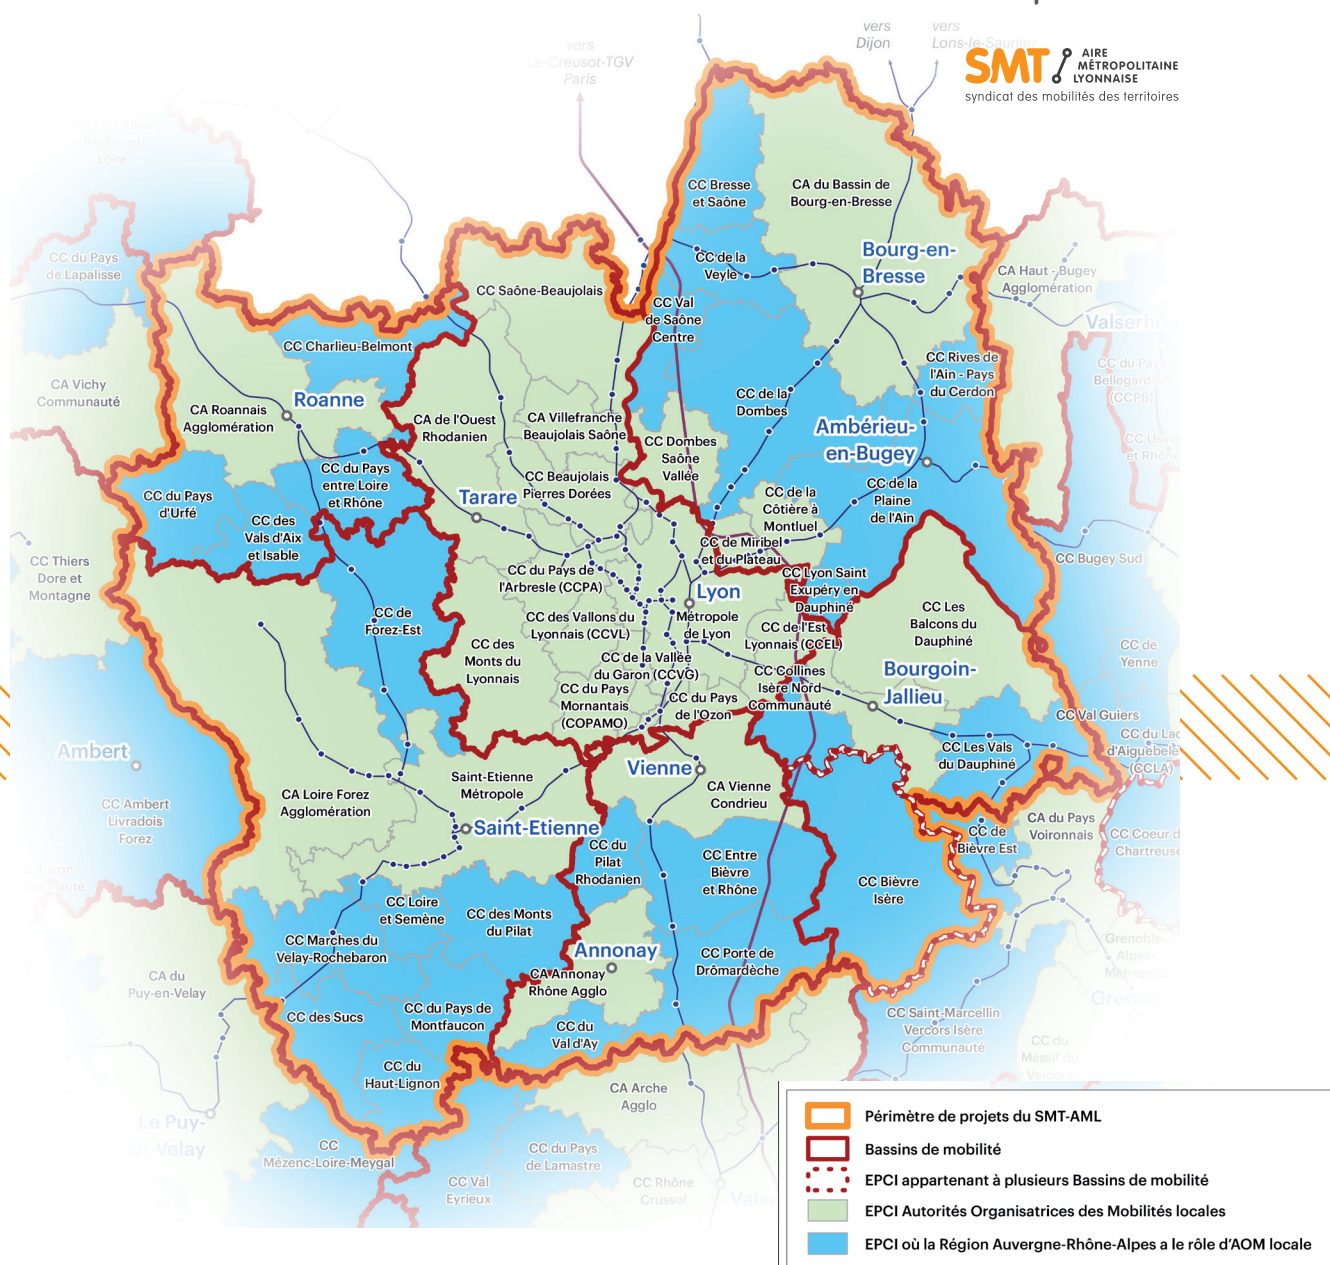 vers
Dijon
vers
Lons-le-Saunier
vers
Le-Creusot-TGV
Paris
SMT
AIRE
MÉTROPOLITAINE
LYONNAISE
syndicat des mobilités des territoires
Loire
CC Bresse
et Saône
CA du Bassin de
Bourg-en-Bresse
CC du Pays
de Lapalisse
CC de la
Veyle
Bourg-en-
Bresse
CA Haut - Bugey
Agglomération
CC Saône-Beaujolais
CC Val
de Saône
Centre
CC Charlieu-Belmont
CC Rives de
l'Ain - Pays
du Cerdon
CA Vichy
Communauté
Roanne
CA Roannais
Agglomération
CA de l'Ouest
Rhodanien
CA Villefranche
Beaujolais Saône
CC de la
Dombes
Ambérieu-
en-Bugey
CC Dombes
Saône
Vallée
CC du Pays
entre Loire
et Rhône
CC Beaujolais
Pierres Dorées
CC du Pays
d'Urfé
Tarare
CC de la
Côtière à
Montluel
CC de la
Plaine
de l'Ain
CC des
Vals d'Aix
et Isable
CC de Miribel
et du Plateau
CC Bugey Sud
CC Thiers
Dore et
Montagne
CC du Pays de
l'Arbresle (CCPA)
Lyon
CC Lyon Saint
Exupéry en
Dauphiné
CC de
Forez-Est
CC des Vallons du
Lyonnais (CCVL)
Métropole
de Lyon
CC de l'Est
Lyonnais (CCEL)
CC Les
Balcons du
Dauphiné
CC des
Monts du
Lyonnais
CC de la Vallée
du Garon (CCVG)
CC Collines
Isère Nord
Communauté
Bourgoin-
Jallieu
CC de
Yenne
CC du Pays
Mornantais
(COPAMO)
CC du Pays
de l'Ozon
CC Val Guiers
CC du Lac
d'Aiguebelette
(CCLA)
Ambert
CC Les Vals
du Dauphiné
Vienne
Saint-Etienne
Métropole
CA Vienne
Condrieu
CC Ambert
Livradois
Forez
CA Loire Forez
Agglomération
Saint-Etienne
CC de
Bièvre Est
CA du Pays
Voironnais
CC Coeur de
Chartreuse
CC du
Pilat
Rhodanien
CC Entre
Bièvre
et Rhône
CC Bièvre
Isère
CC Loire
et Semène
CC des Monts
du Pilat
CC Marches du
Velay-Rochebaron
Annonay
CC Porte de
Drômardèche
Grenoble-
Alpes-
Métropole
CA du
Puy-en-Velay
CA Annonay
Rhône Agglo
CC des Sucs
CC du Pays de
Montfaucon
CC du
Val d'Ay
CC Saint-Marcellin
Vercors Isère
Communauté
CC du
Massif du
Vercors
CC du
Haut-Lignon
CA Arche
Agglo
Le Puy-
en-Velay
CC
Mézenc-Loire-Meygal
CC du Pays
de Lamastre
CC Val
Eyrieux
CC Rhône
Crussol
Périmètre de projets du SMT-AML
Bassins de mobilité
EPCI appartenant à plusieurs Bassins de mobilité
EPCI Autorités Organisatrices des Mobilités locales
EPCI où la Région Auvergne-Rhône-Alpes a le rôle d'AOM locale